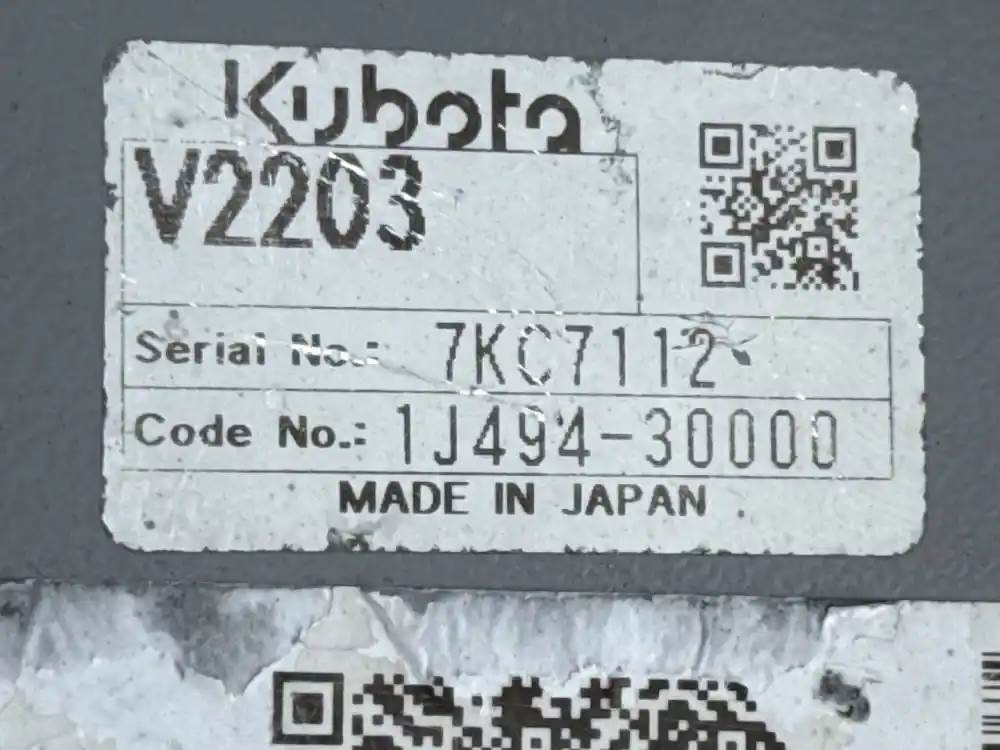 Kubota
V2203
Serial No.: 7KC7112
Code No.: 1J494-30000
MADE IN JAPAN